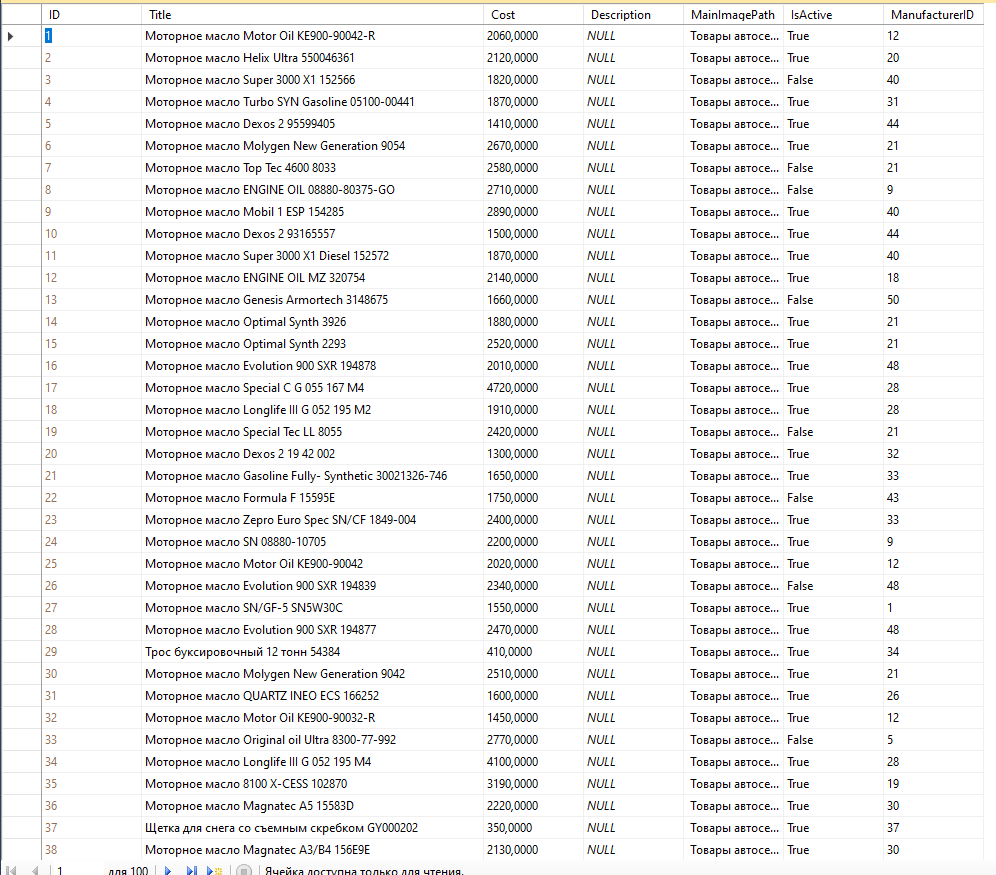 ID Title Cost Description MainImagePath IsActive ManufacturerID
1 Моторное масло Motor Oil KE900-90042-R 2060,0000 NULL Товары автосе... True 12
2 Моторное масло Helix Ultra 550046361 2120,0000 NULL Товары автосе... True 20
3 Моторное масло Super 3000 X1 152566 1820,0000 NULL Товары автосе... False 40
4 Моторное масло Turbo SYN Gasoline 05100-00441 1870,0000 NULL Товары автосе... True 31
5 Моторное масло Dexos 2 95599405 1410,0000 NULL Товары автосе... True 44
6 Моторное масло Molygen New Generation 9054 2670,0000 NULL Товары автосе... True 21
7 Моторное масло Top Tec 4600 8033 2580,0000 NULL Товары автосе... False 21
8 Моторное масло ENGINE OIL 08880-80375-GO 2710,0000 NULL Товары автосе... False 9
9 Моторное масло Mobil 1 ESP 154285 2890,0000 NULL Товары автосе... True 40
10 Моторное масло Dexos 2 93165557 1500,0000 NULL Товары автосе... True 44
11 Моторное масло Super 3000 X1 Diesel 152572 1870,0000 NULL Товары автосе... True 40
12 Моторное масло ENGINE OIL MZ 320754 2140,0000 NULL Товары автосе... True 18
13 Моторное масло Genesis Armortech 3148675 1660,0000 NULL Товары автосе... False 50
14 Моторное масло Optimal Synth 3926 1880,0000 NULL Товары автосе... True 21
15 Моторное масло Optimal Synth 2293 2520,0000 NULL Товары автосе... True 21
16 Моторное масло Evolution 900 SXR 194878 2010,0000 NULL Товары автосе... True 48
17 Моторное масло Special C G 055 167 M4 4720,0000 NULL Товары автосе... True 28
18 Моторное масло Longlife III G 052 195 M2 1910,0000 NULL Товары автосе... True 28
19 Моторное масло Special Tec LL 8055 2420,0000 NULL Товары автосе... False 21
20 Моторное масло Dexos 2 19 42 002 1300,0000 NULL Товары автосе... True 32
21 Моторное масло Gasoline Fully- Synthetic 30021326-746 1650,0000 NULL Товары автосе... True 33
22 Моторное масло Formula F 15595E 1750,0000 NULL Товары автосе... False 43
23 Моторное масло Zepro Euro Spec SN/CF 1849-004 2400,0000 NULL Товары автосе... True 33
24 Моторное масло SN 08880-10705 2200,0000 NULL Товары автосе... True 9
25 Моторное масло Motor Oil KE900-90042 2020,0000 NULL Товары автосе... True 12
26 Моторное масло Evolution 900 SXR 194839 2340,0000 NULL Товары автосе... False 48
27 Моторное масло SN/GF-5 SN5W30C 1550,0000 NULL Товары автосе... True 1
28 Моторное масло Evolution 900 SXR 194877 2470,0000 NULL Товары автосе... True 48
29 Трос буксировочный 12 тонн 54384 410,0000 NULL Товары автосе... True 34
30 Моторное масло Molygen New Generation 9042 2510,0000 NULL Товары автосе... True 21
31 Моторное масло QUARTZ INEO ECS 166252 1600,0000 NULL Товары автосе... True 26
32 Моторное масло Motor Oil KE900-90032-R 1450,0000 NULL Товары автосе... True 12
33 Моторное масло Original oil Ultra 8300-77-992 2770,0000 NULL Товары автосе... False 5
34 Моторное масло Longlife III G 052 195 M4 4100,0000 NULL Товары автосе... True 28
35 Моторное масло 8100 X-CESS 102870 3190,0000 NULL Товары автосе... True 19
36 Моторное масло Magnatec A5 15583D 2220,0000 NULL Товары автосе... True 30
37 Щетка для снега со съемным скребком GY000202 350,0000 NULL Товары автосе... True 37
38 Моторное масло Magnatec A3/B4 156E9E 2130,0000 NULL Товары автосе... True 30
1 для 100 Ячейка доступна только для чтения.